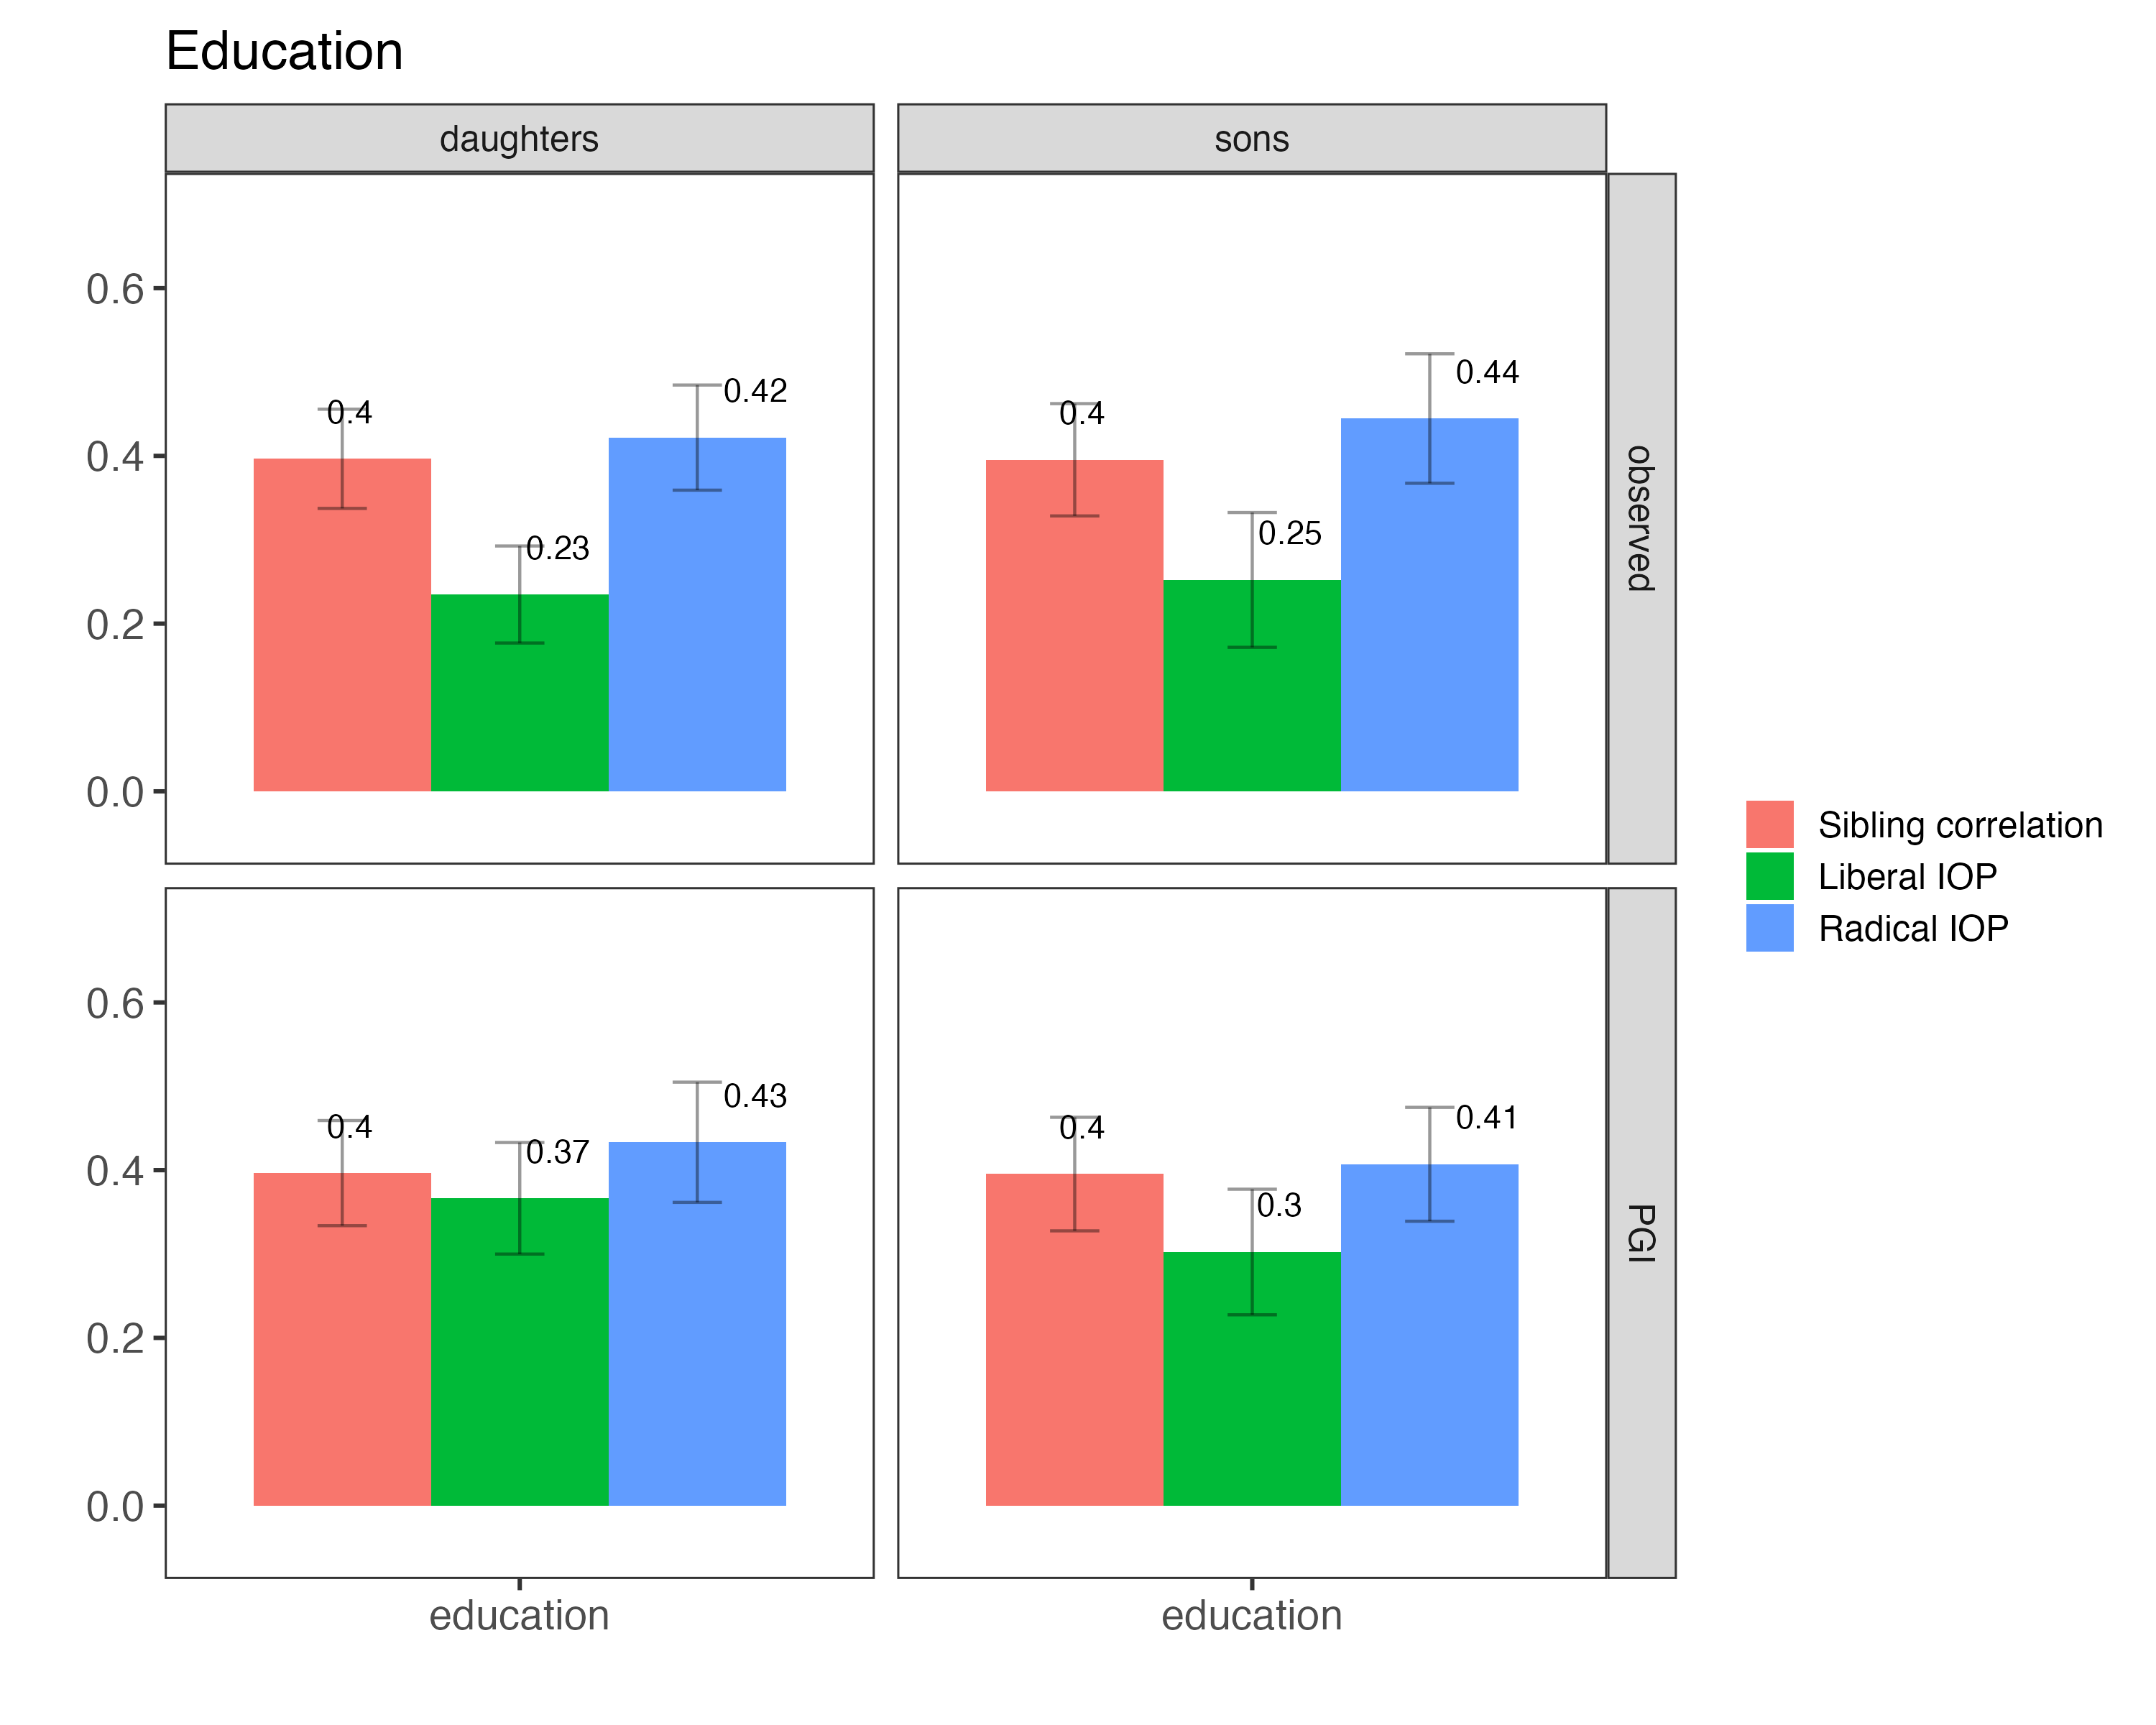 Education
daughters
sons
0.6
0.4
0.2
0.0
0.4
0.23
0.42
0.4
0.25
0.44
observed
0.6
0.4
0.2
0.0
0.4
0.37
0.43
0.4
0.3
0.41
PGI
education
education
Sibling correlation
Liberal IOP
Radical IOP